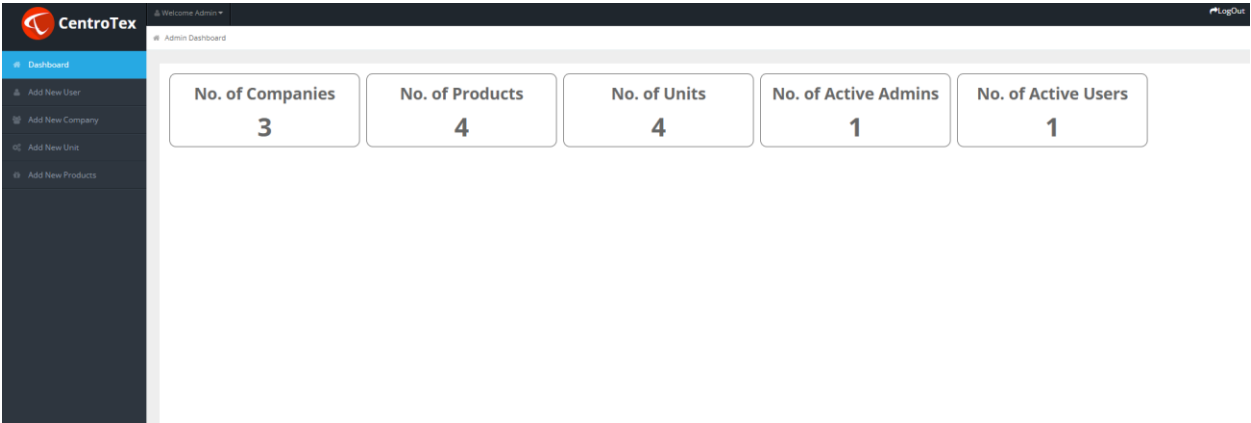 CentroTex
Welcome Admin
LogOut
Admin Dashboard
Dashboard
Add New User
Add New Company
Add New Unit
Add New Products
No. of Companies
3
No. of Products
4
No. of Units
4
No. of Active Admins
1
No. of Active Users
1